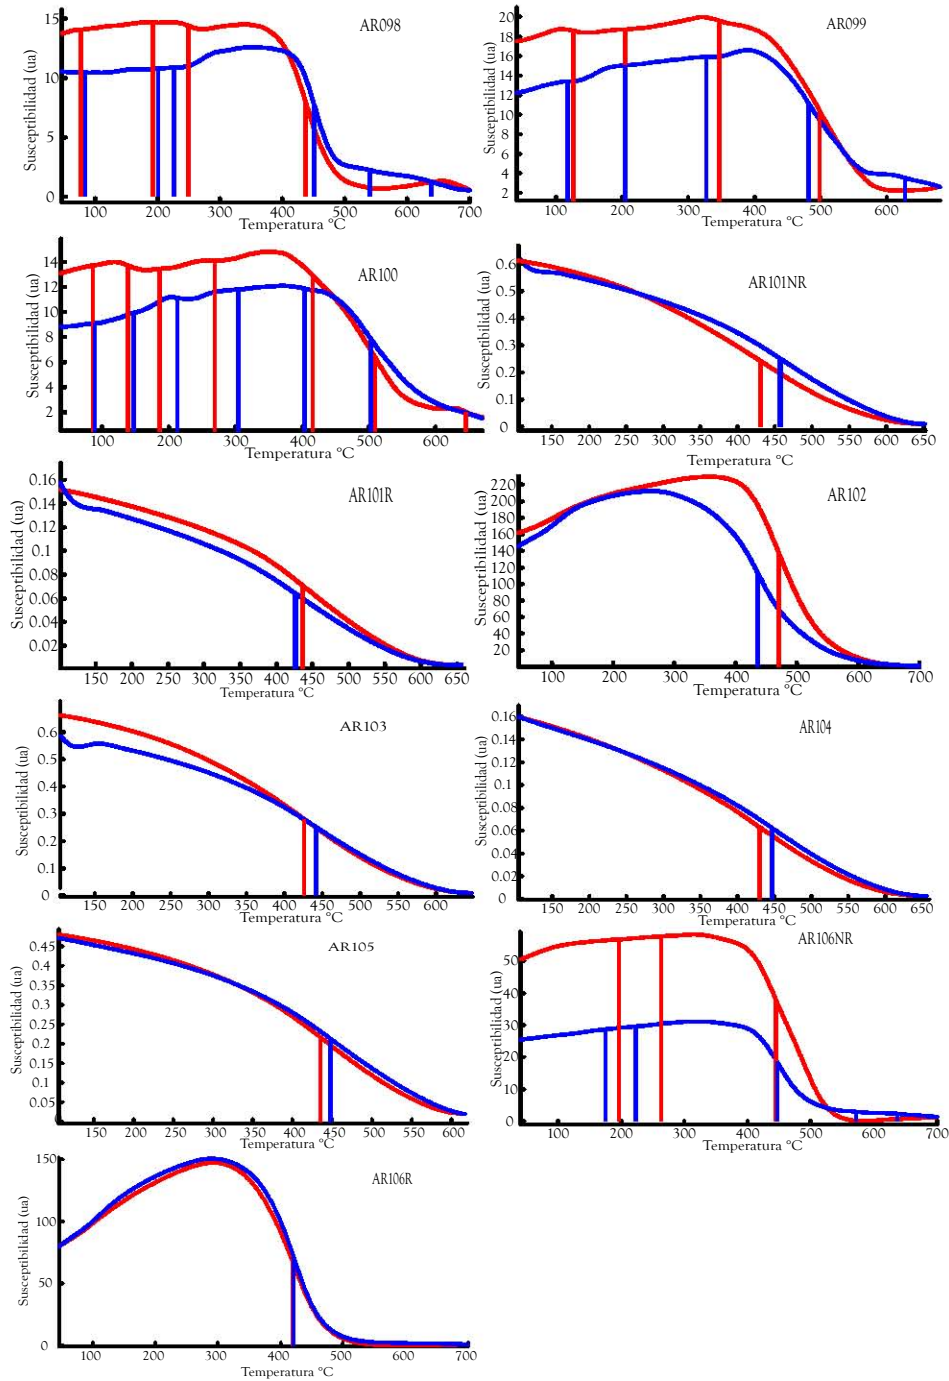 AR098
Susceptibilidad (ua)
15
10
5
0
100 200 300 400 500 600 700
Temperatura °C
AR099
Susceptibilidad (ua)
20
18
16
14
12
10
8
6
4
2
100 200 300 400 500 600
Temperatura °C
AR100
Susceptibilidad (ua)
14
12
10
8
6
4
2
100 200 300 400 500 600
Temperatura °C
AR101NR
Susceptibilidad (ua)
0.6
0.5
0.4
0.3
0.2
0.1
0
150 200 250 300 350 400 450 500 550 600 650
Temperatura °C
AR101R
Susceptibilidad (ua)
0.16
0.14
0.12
0.1
0.08
0.06
0.04
0.02
100 150 200 250 300 350 400 450 500 550 600 650
Temperatura °C
AR102
Susceptibilidad (ua)
220
200
180
160
140
120
100
80
60
40
20
100 200 300 400 500 600 700
Temperatura °C
AR103
Susceptibilidad (ua)
0.6
0.5
0.4
0.3
0.2
0.1
0
150 200 250 300 350 400 450 500 550 600
Temperatura °C
AR104
Susceptibilidad (ua)
0.16
0.14
0.12
0.1
0.08
0.06
0.04
0.02
0
150 200 250 300 350 400 450 500 550 600 650
Temperatura °C
AR105
Susceptibilidad (ua)
0.45
0.4
0.35
0.3
0.25
0.2
0.15
0.1
0.05
150 200 250 300 350 400 450 500 550 600
Temperatura °C
AR106NR
Susceptibilidad (ua)
50
40
30
20
10
0
100 200 300 400 500 600 700
Temperatura °C
AR106R
Susceptibilidad (ua)
150
100
50
0
100 200 300 400 500 600 700
Temperatura °C